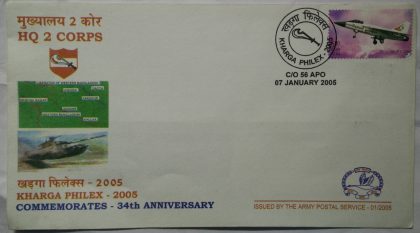 मुख्यालय 2 कोर
HQ 2 CORPS
खड़गा फिलेक्स
KHARGA PHILEX - 2005
C/O 56 APO
07 JANUARY 2005
खड़गा फिलेक्स - 2005
KHARGA PHILEX - 2005
COMMEMORATES - 34th ANNIVERSARY
ISSUED BY THE ARMY POSTAL SERVICE - 01/2005